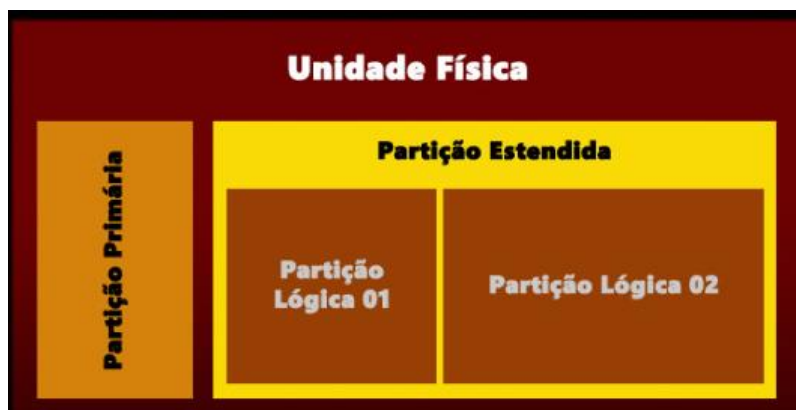 Unidade Física
Partição Primária
Partição Estendida
Partição
Lógica 01
Partição Lógica 02